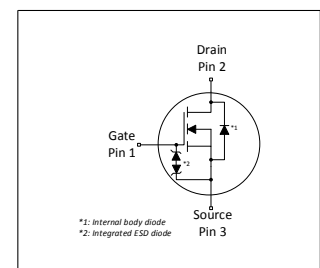 Drain
Pin 2
*1
Gate
Pin 1
*2
Source
Pin 3
*1: Internal body diode
*2: Integrated ESD diode